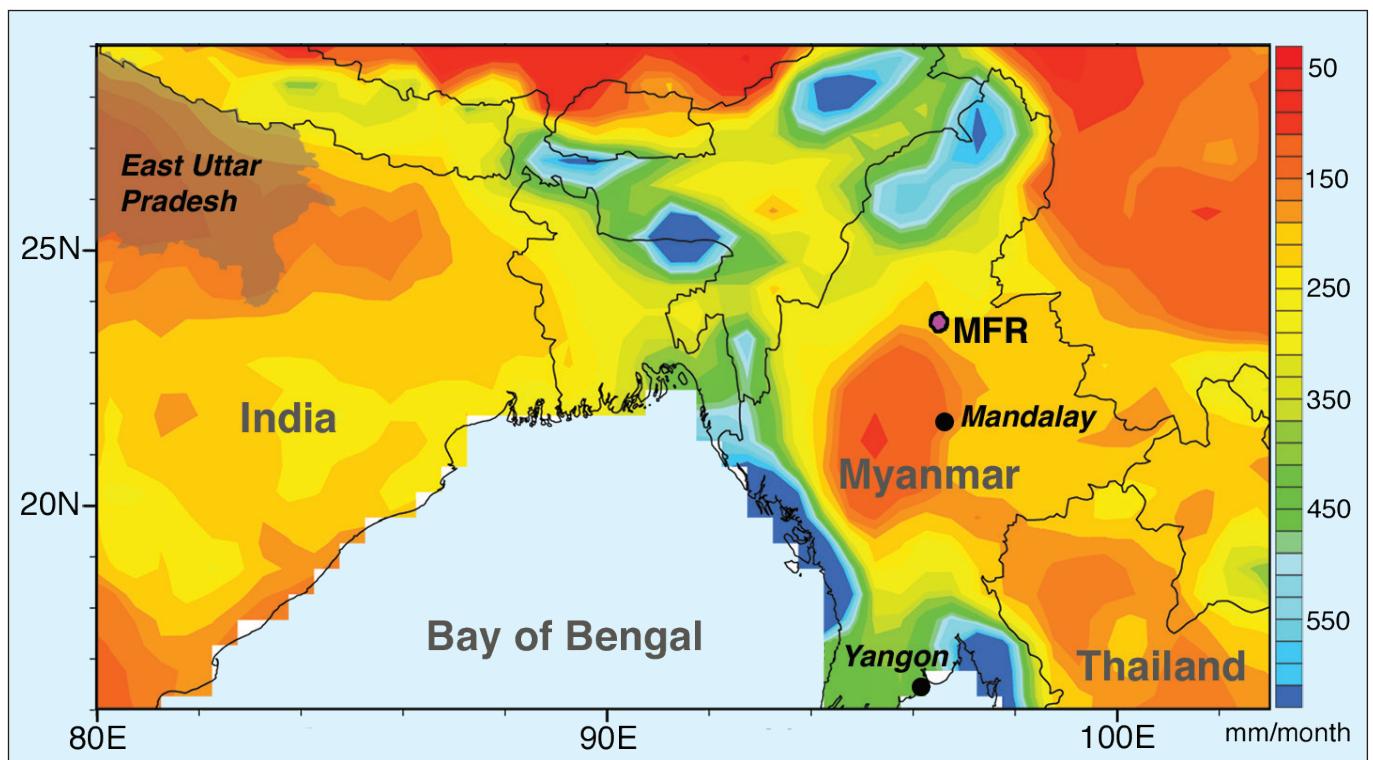 50
East Uttar
Pradesh
150
25N
250
MFR
350
India
Mandalay
Myanmar
20N
450
550
Bay of Bengal
Yangon
Thailand
80E
90E
100E
mm/month